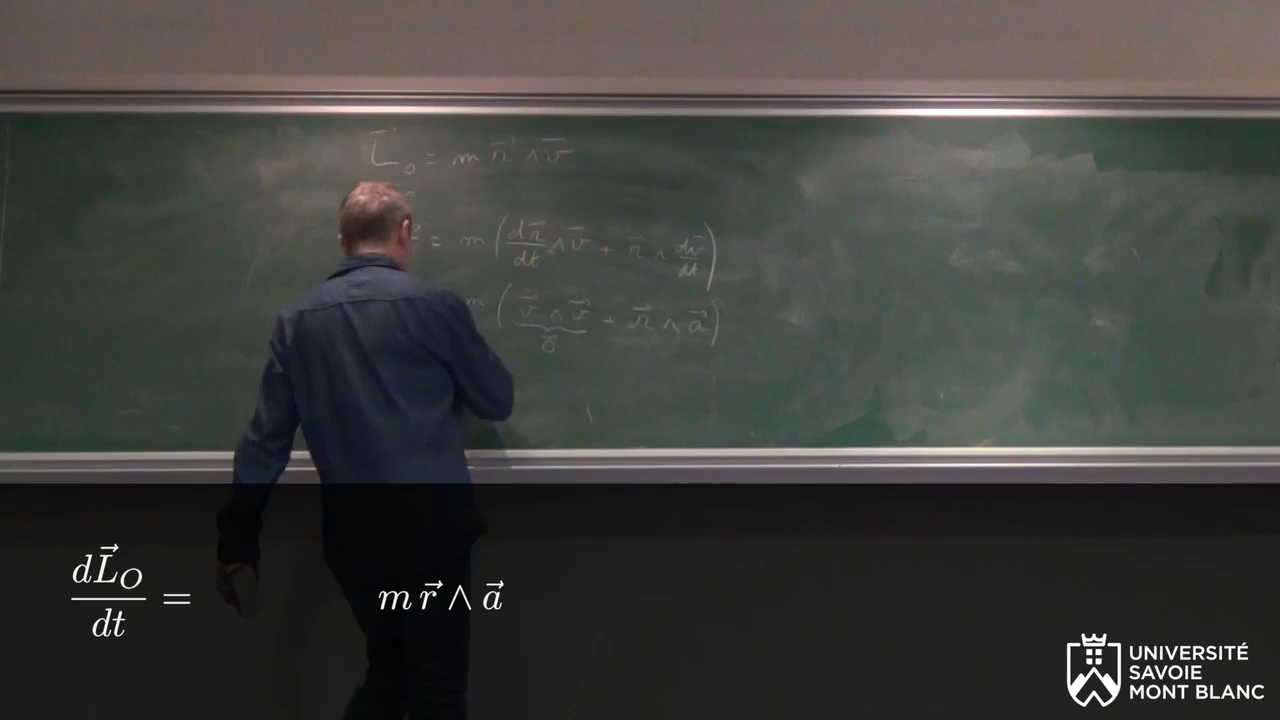 L⃗₀ = m r⃗ ∧ v⃗
= m (dr⃗/dt ∧ v⃗ + r⃗ ∧ dv⃗/dt)
m (v⃗ ∧ v⃗ + r⃗ ∧ a⃗)
0⃗
dL⃗_O/dt = m r⃗ ∧ a⃗
UNIVERSITÉ
SAVOIE
MONT BLANC